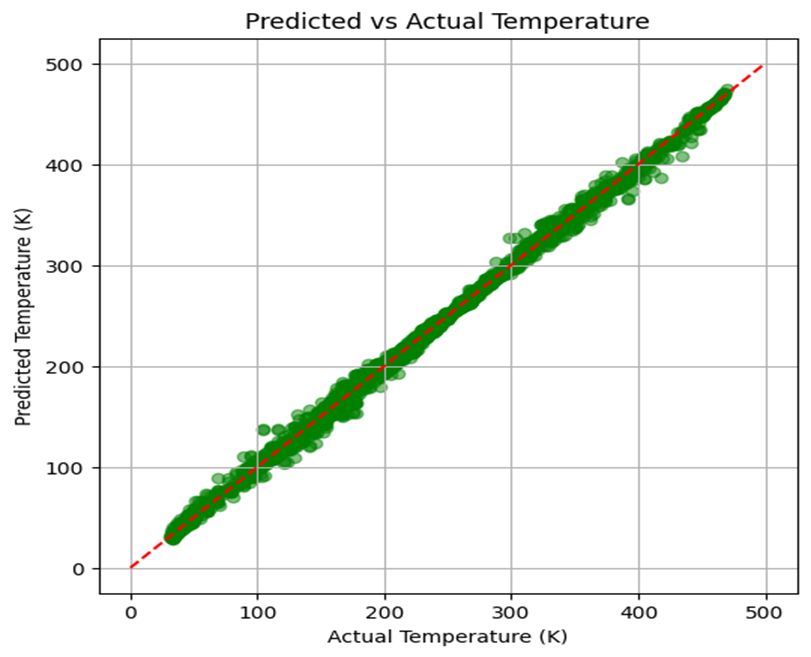 Predicted vs Actual Temperature
500
400
300
200
100
0
Predicted Temperature (K)
0 100 200 300 400 500
Actual Temperature (K)